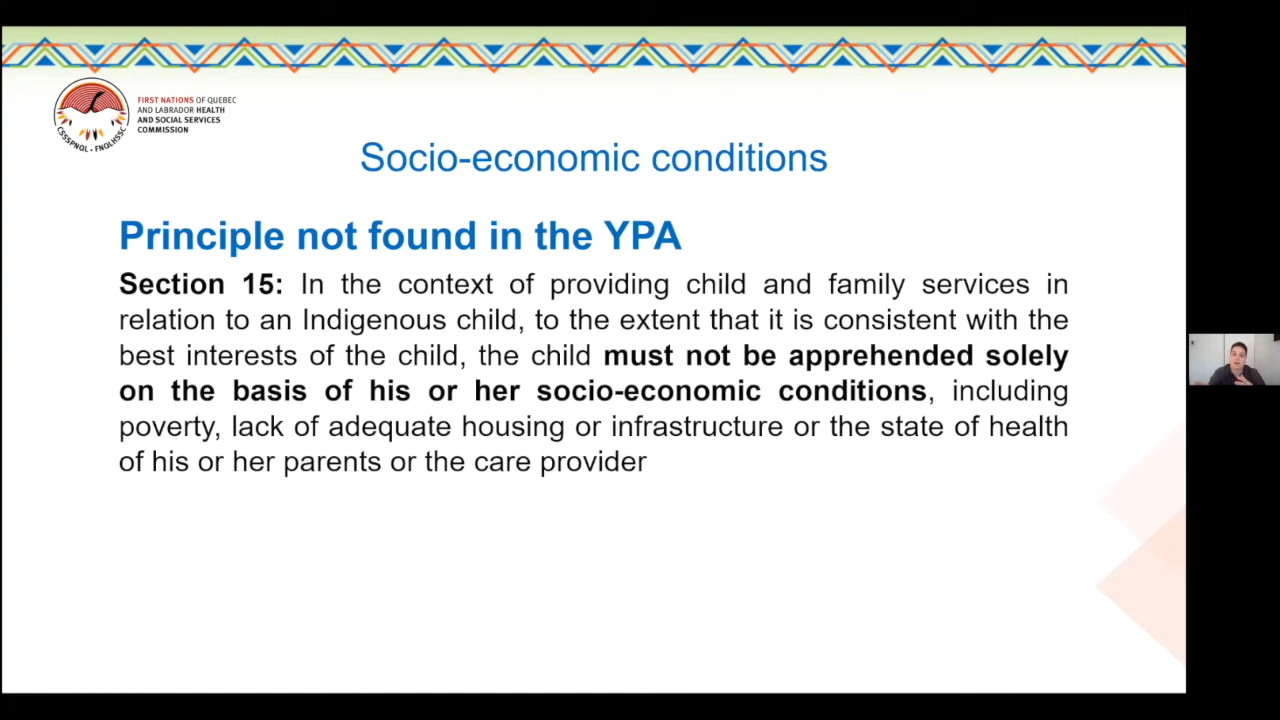 FIRST NATIONS OF QUEBEC
AND LABRADOR HEALTH
AND SOCIAL SERVICES
COMMISSION
CSSSPNQL • FNQLHSSC
Socio-economic conditions
Principle not found in the YPA
Section 15: In the context of providing child and family services in
relation to an Indigenous child, to the extent that it is consistent with the
best interests of the child, the child must not be apprehended solely
on the basis of his or her socio-economic conditions, including
poverty, lack of adequate housing or infrastructure or the state of health
of his or her parents or the care provider